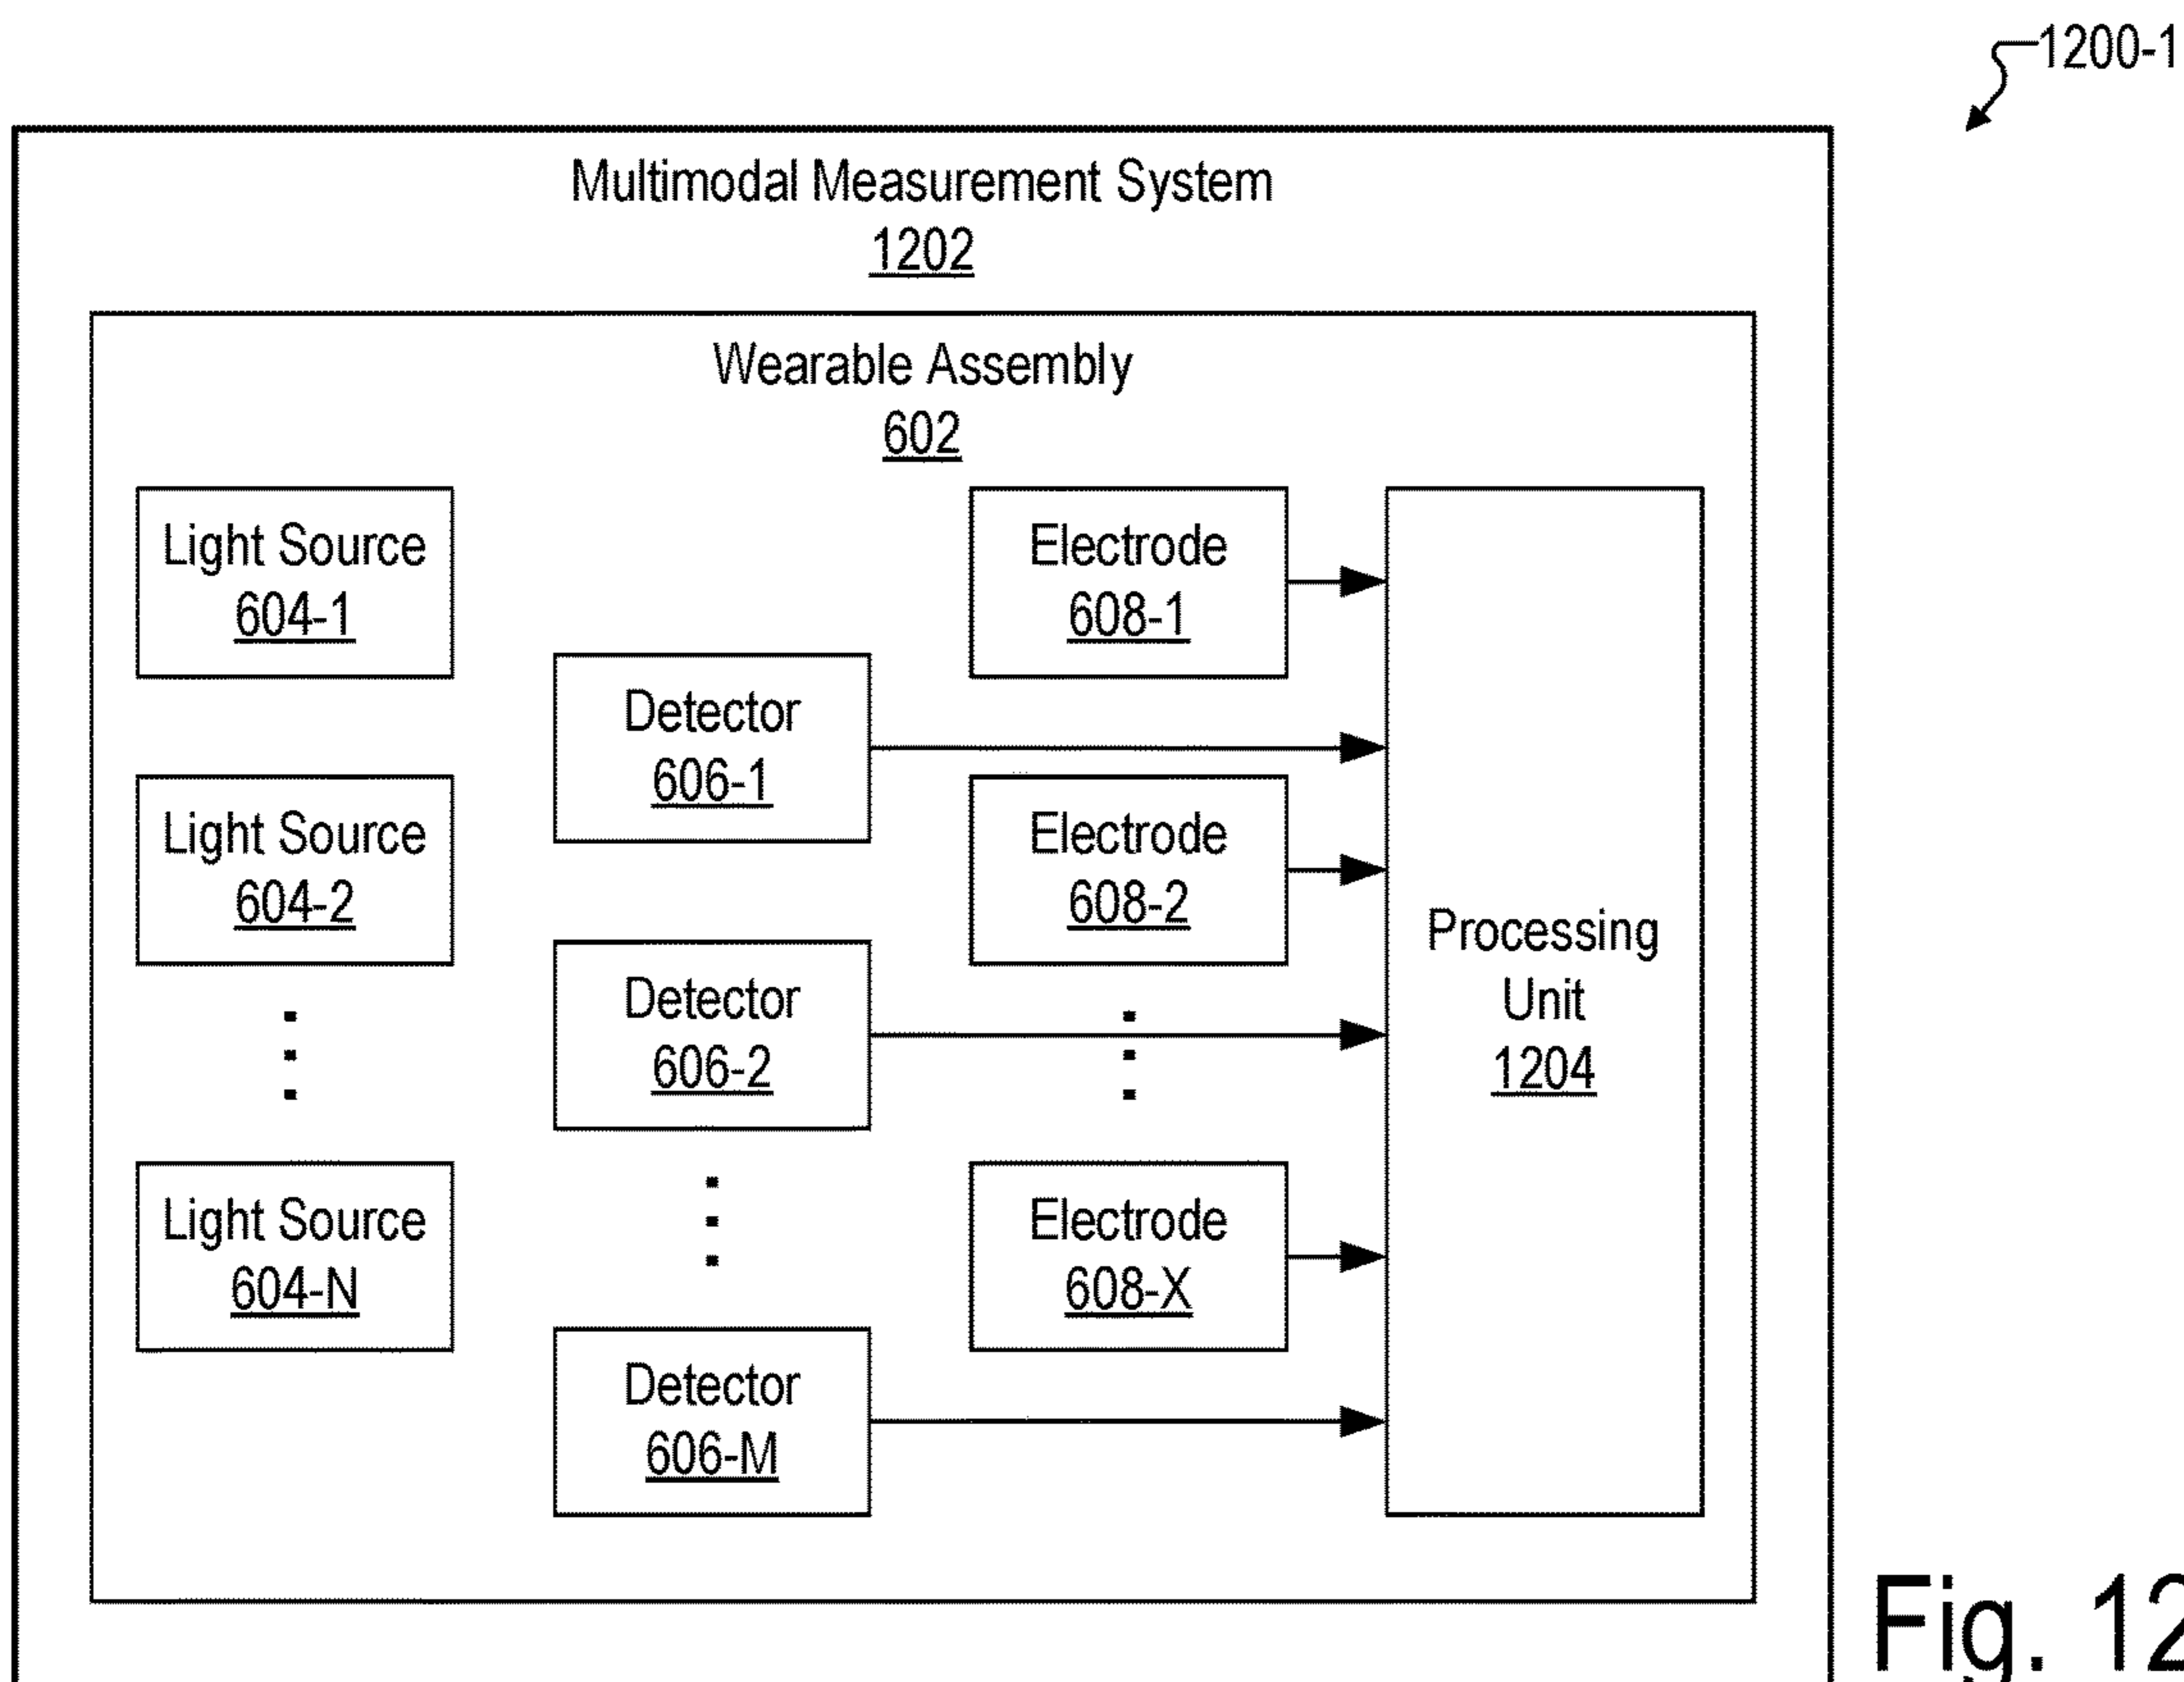 1200-1
Multimodal Measurement System
1202
Wearable Assembly
602
Light Source
604-1
Electrode
608-1
Detector
606-1
Light Source
604-2
Electrode
608-2
Processing
Unit
1204
Detector
606-2
Light Source
604-N
Electrode
608-X
Detector
606-M
Fig. 12